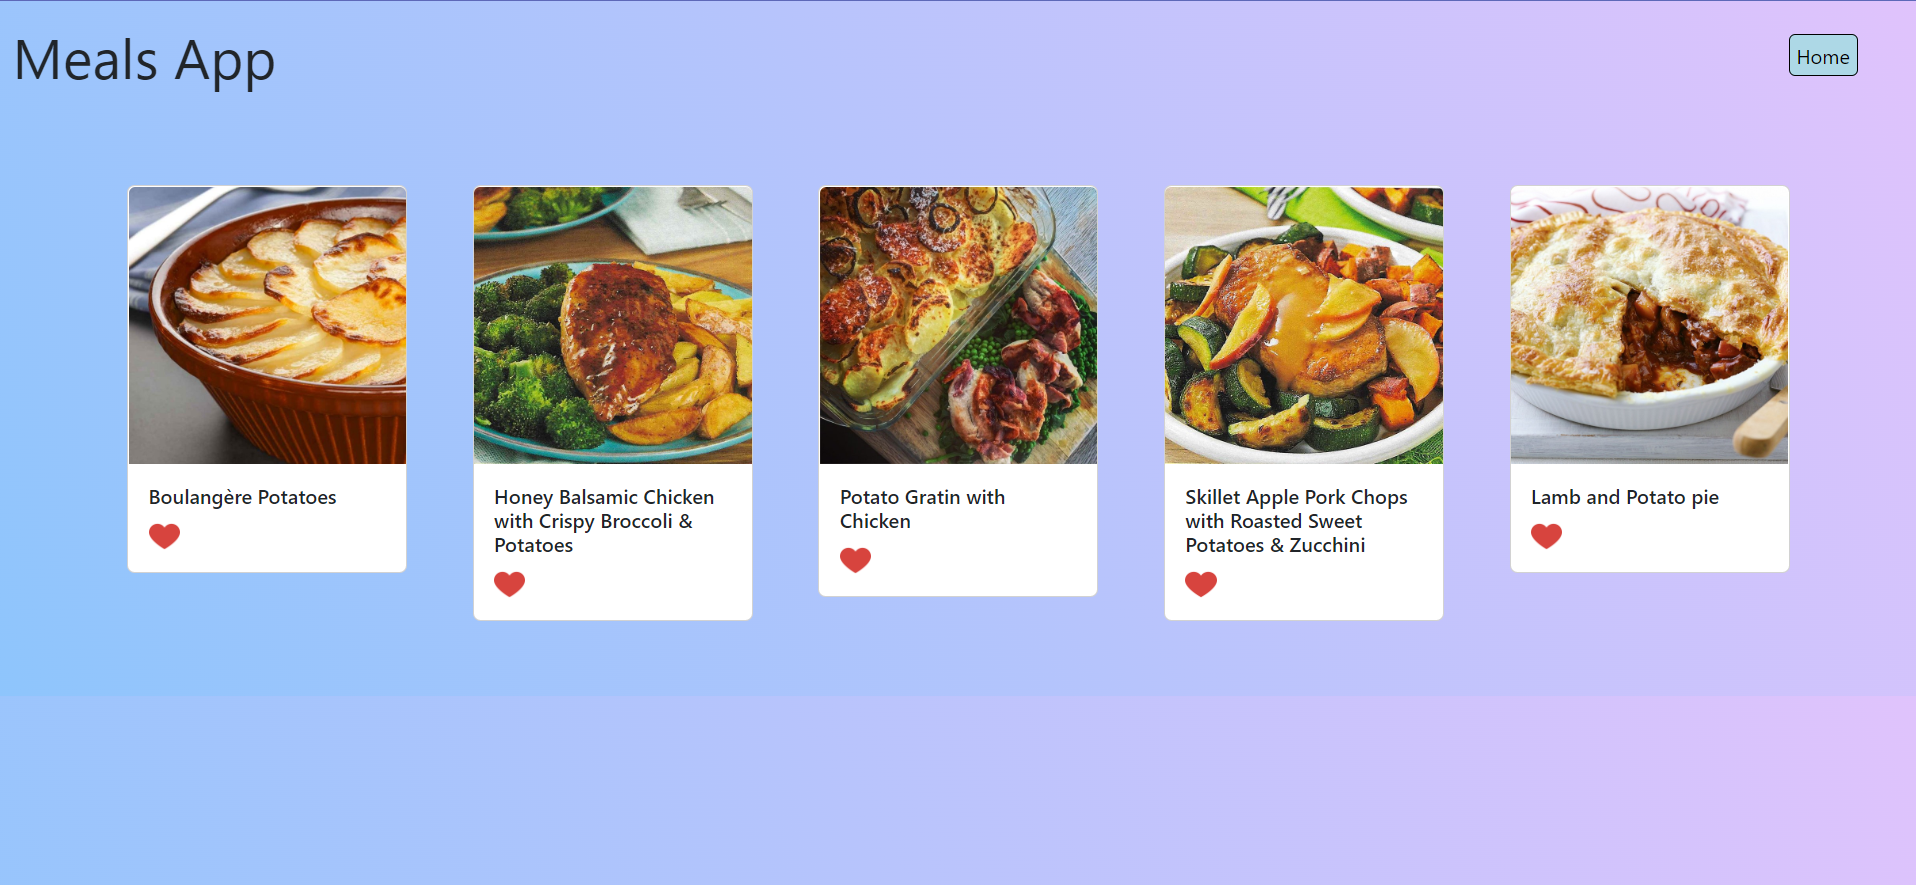 Meals App
Home
Boulangère Potatoes
Honey Balsamic Chicken
with Crispy Broccoli &
Potatoes
Potato Gratin with
Chicken
Skillet Apple Pork Chops
with Roasted Sweet
Potatoes & Zucchini
Lamb and Potato pie